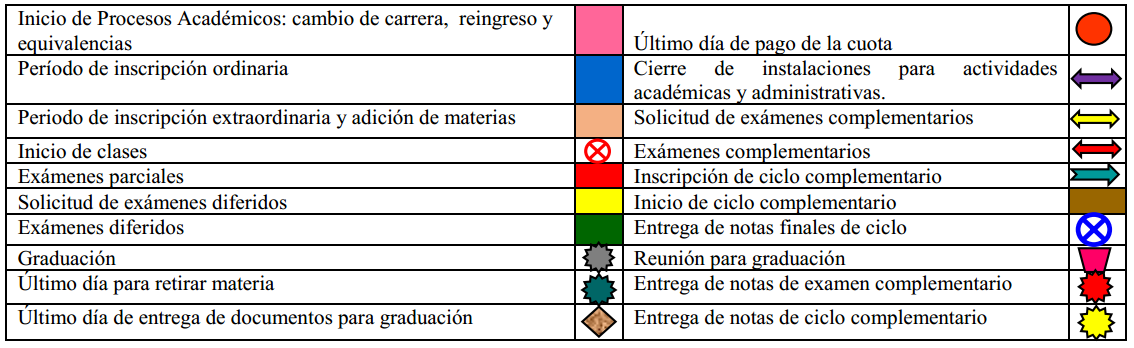 Inicio de Procesos Académicos: cambio de carrera, reingreso y
equivalencias
Último día de pago de la cuota
Período de inscripción ordinaria
Cierre de instalaciones para actividades
académicas y administrativas.
Periodo de inscripción extraordinaria y adición de materias
Solicitud de exámenes complementarios
Inicio de clases
Exámenes complementarios
Exámenes parciales
Inscripción de ciclo complementario
Solicitud de exámenes diferidos
Inicio de ciclo complementario
Exámenes diferidos
Entrega de notas finales de ciclo
Graduación
Reunión para graduación
Último día para retirar materia
Entrega de notas de examen complementario
Último día de entrega de documentos para graduación
Entrega de notas de ciclo complementario